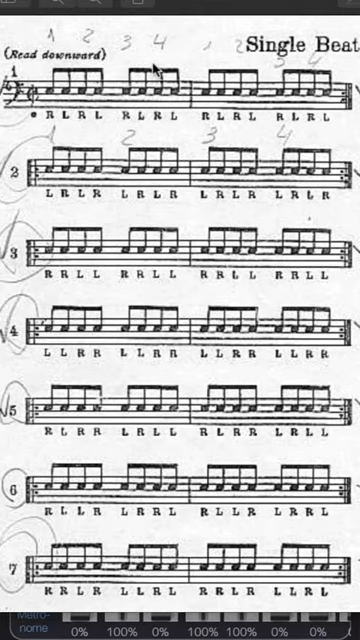 1 2 3 4 1 2 3 4
Single Beat
(Read downward)
1
R L R L R L R L R L R L R L R L
1 2 3 4
2
L R L R L R L R L R L R L R L R
3
R R L L R R L L R R L L R R L L
4
L L R R L L R R L L R R L L R R
5
R L R R L R L L R L R R L R L L
6
R L L R L R R L R L L R L R R L
7
R R L R L L R L R R L R L L R L
Metro-
nome
0% 100% 0% 100% 100% 0% 0%